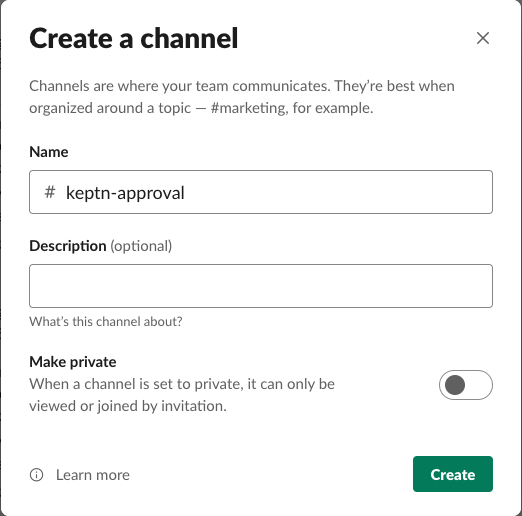 Create a channel
Channels are where your team communicates. They’re best when
organized around a topic — #marketing, for example.
Name
# keptn-approval
Description (optional)
What’s this channel about?
Make private
When a channel is set to private, it can only be
viewed or joined by invitation.
Learn more
Create